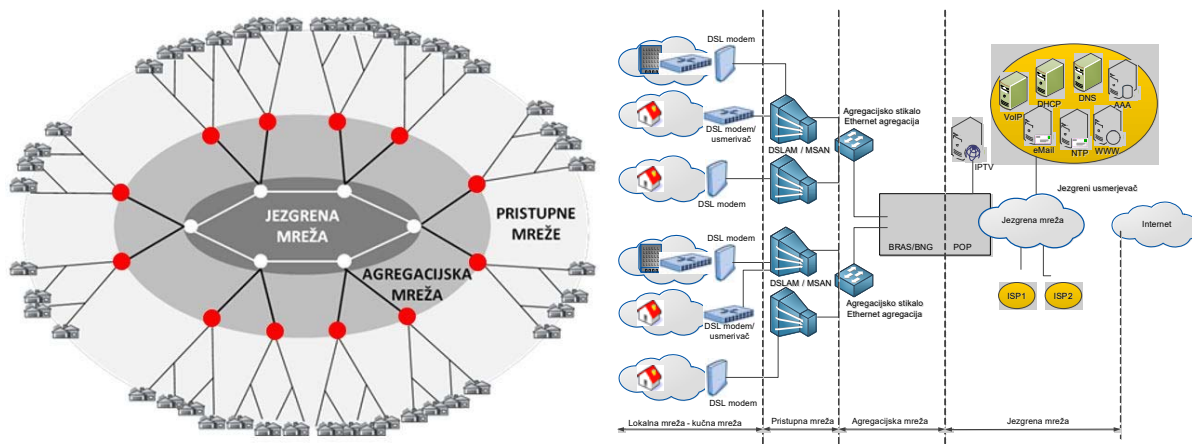 JEZGRENA
MREŽA
PRISTUPNE
MREŽE
AGREGACIJSKA
MREŽA
DSL modem
DSL modem/
usmerivač
DSL modem
DSL modem
DSL modem/
usmerivač
DSL modem
DSLAM / MSAN
DSLAM / MSAN
Agregacijsko stikalo
Ethernet agregacija
Agregacijsko stikalo
Ethernet agregacija
BRAS/BNG
POP
IPTV
VoIP
DHCP
DNS
AAA
eMail
NTP
WWW
Jezgreni usmerjevač
Jezgrena mreža
Internet
ISP1
ISP2
Lokalna mreža - kučna mreža
Pristupna mreža
Agregacijska mreža
Jezgrena mreža